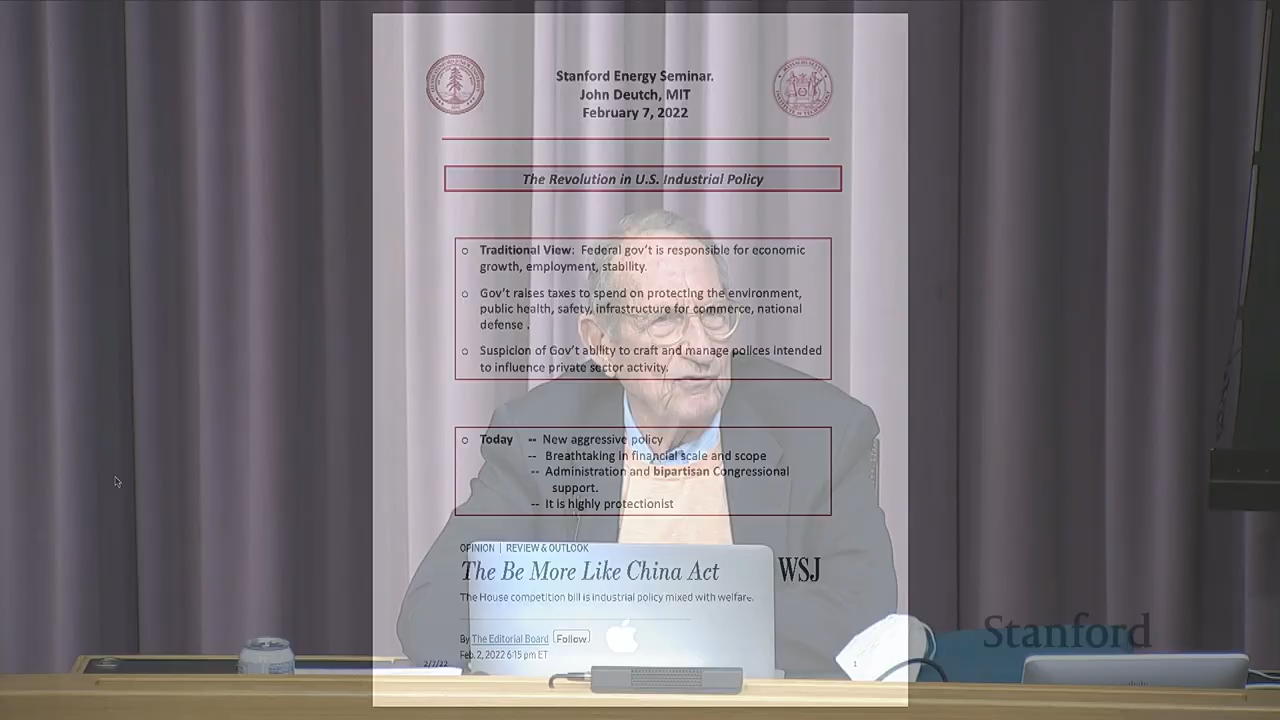 Stanford Energy Seminar.
John Deutch, MIT
February 7, 2022
The Revolution in U.S. Industrial Policy
o Traditional View: Federal gov't is responsible for economic
growth, employment, stability.
o Gov't raises taxes to spend on protecting the environment,
public health, safety, infrastructure for commerce, national
defense .
o Suspicion of Gov't ability to craft and manage polices intended
to influence private sector activity.
o Today -- New aggressive policy
-- Breathtaking in financial scale and scope
-- Administration and bipartisan Congressional
support.
-- It is highly protectionist
OPINION | REVIEW & OUTLOOK
The Be More Like China Act
WSJ
The House competition bill is industrial policy mixed with welfare.
By The Editorial Board Follow
Feb. 2, 2022 6:15 pm ET
2/7/22
1
Stanford